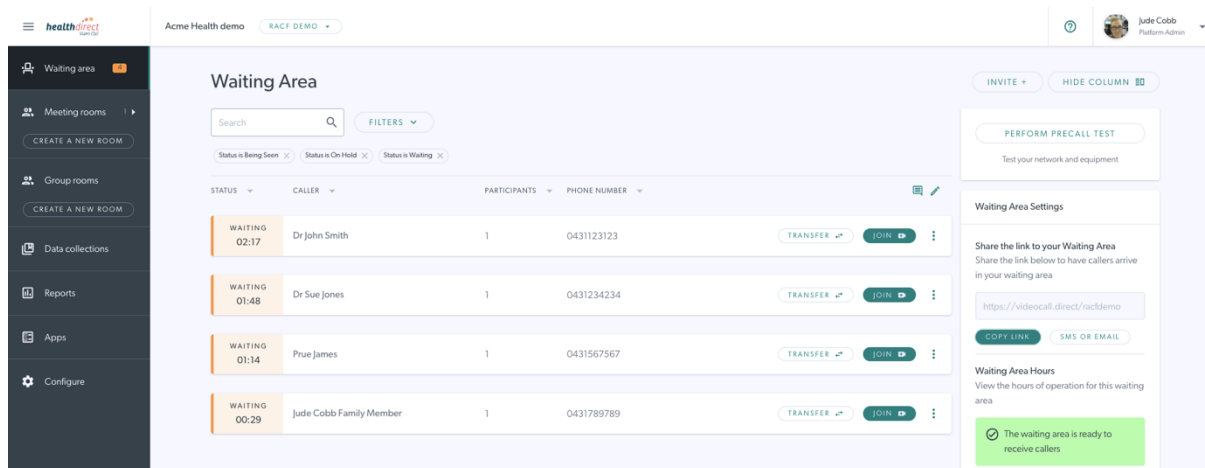 healthdirect
Video Call
Acme Health demo
RACF DEMO
Jude Cobb
Platform Admin
Waiting area
4
Meeting rooms
CREATE A NEW ROOM
Group rooms
CREATE A NEW ROOM
Data collections
Reports
Apps
Configure
Waiting Area
INVITE +
HIDE COLUMN
Search
FILTERS
Status is Being Seen
Status is On Hold
Status is Waiting
STATUS
CALLER
PARTICIPANTS
PHONE NUMBER
WAITING
02:17
Dr John Smith
1
0431123123
TRANSFER
JOIN
WAITING
01:48
Dr Sue Jones
1
0431234234
TRANSFER
JOIN
WAITING
01:14
Prue James
1
0431567567
TRANSFER
JOIN
WAITING
00:29
Jude Cobb Family Member
1
0431789789
TRANSFER
JOIN
PERFORM PRECALL TEST
Test your network and equipment
Waiting Area Settings
Share the link to your Waiting Area
Share the link below to have callers arrive
in your waiting area
https://videocall.direct/racfdemo
COPY LINK
SMS OR EMAIL
Waiting Area Hours
View the hours of operation for this waiting
area
The waiting area is ready to
receive callers